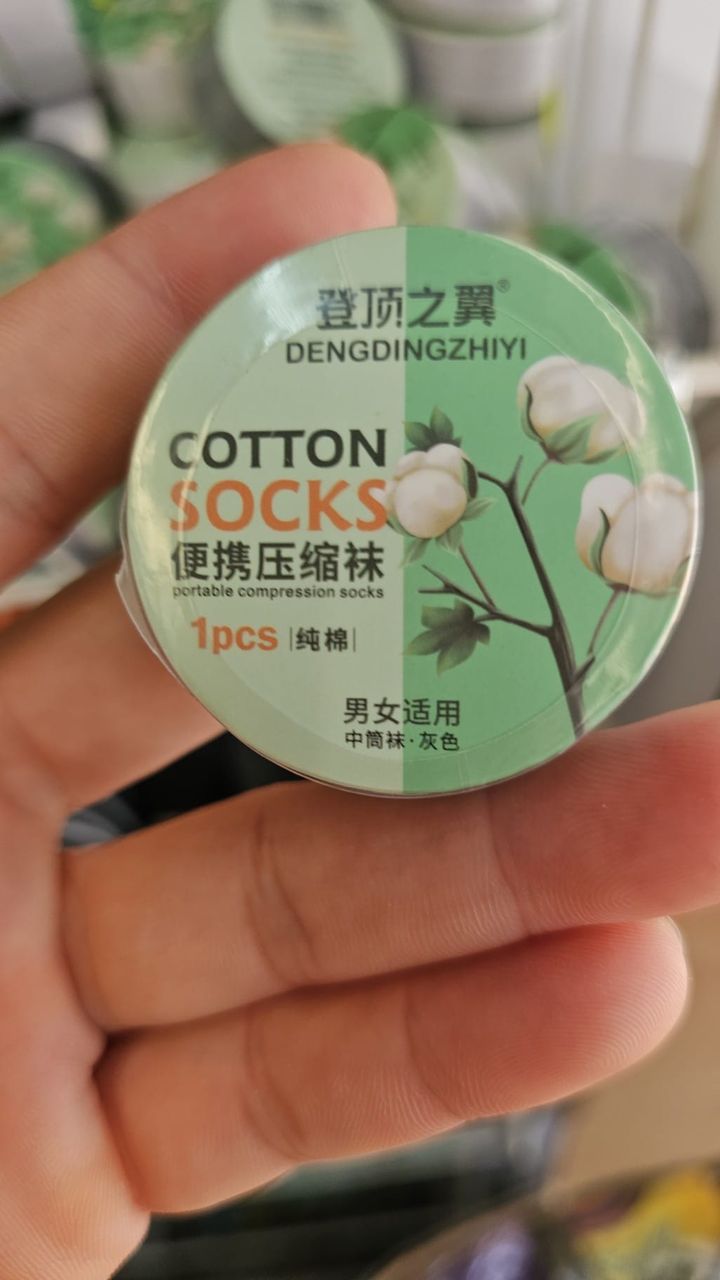 登顶之翼®
DENGDINGZHIYI
COTTON
SOCKS
便携压缩袜
portable compression socks
1pcs |纯棉|
男女适用
中筒袜·灰色